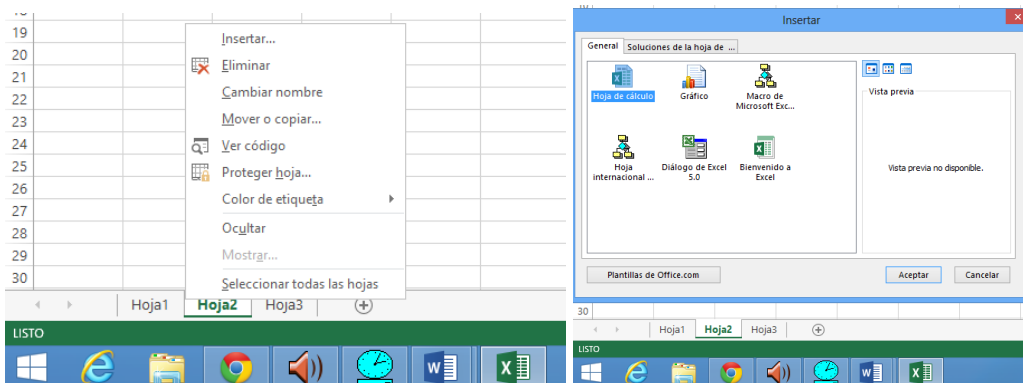 19
20
21
22
23
24
25
26
27
28
29
30
Insertar...
Eliminar
Cambiar nombre
Mover o copiar...
Ver código
Proteger hoja...
Color de etiqueta
Ocultar
Mostrar...
Seleccionar todas las hojas
Hoja1 Hoja2 Hoja3
LISTO
Insertar
General Soluciones de la hoja de ...
Hoja de cálculo
Gráfico
Macro de
Microsoft Exc...
Hoja
internacional ...
Diálogo de Excel
5.0
Bienvenido a
Excel
Vista previa
Vista previa no disponible.
Plantillas de Office.com
Aceptar Cancelar
30
Hoja1 Hoja2 Hoja3
LISTO